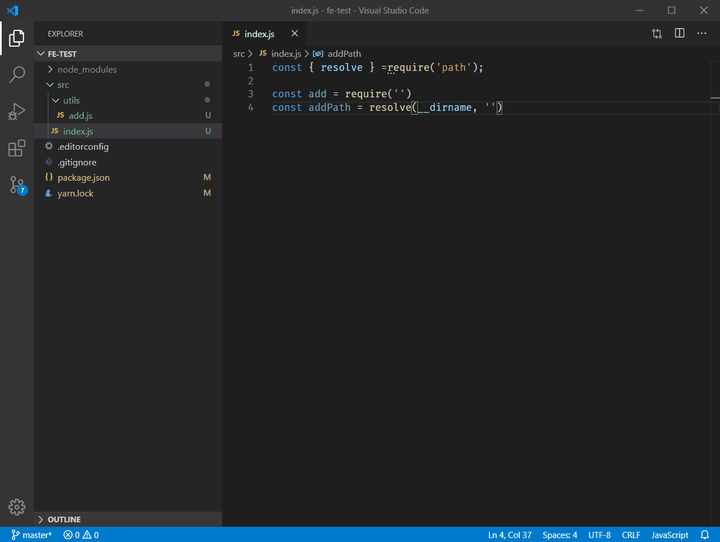 index.js - fe-test - Visual Studio Code
EXPLORER
FE-TEST
node_modules
src
utils
JS add.js U
JS index.js U
.editorconfig
.gitignore
{} package.json M
yarn.lock M
7
OUTLINE
JS index.js
src > JS index.js > addPath
1 const { resolve } =require('path');
2
3 const add = require('')
4 const addPath = resolve(__dirname, '')
master* 0 0 Ln 4, Col 37 Spaces: 4 UTF-8 CRLF JavaScript